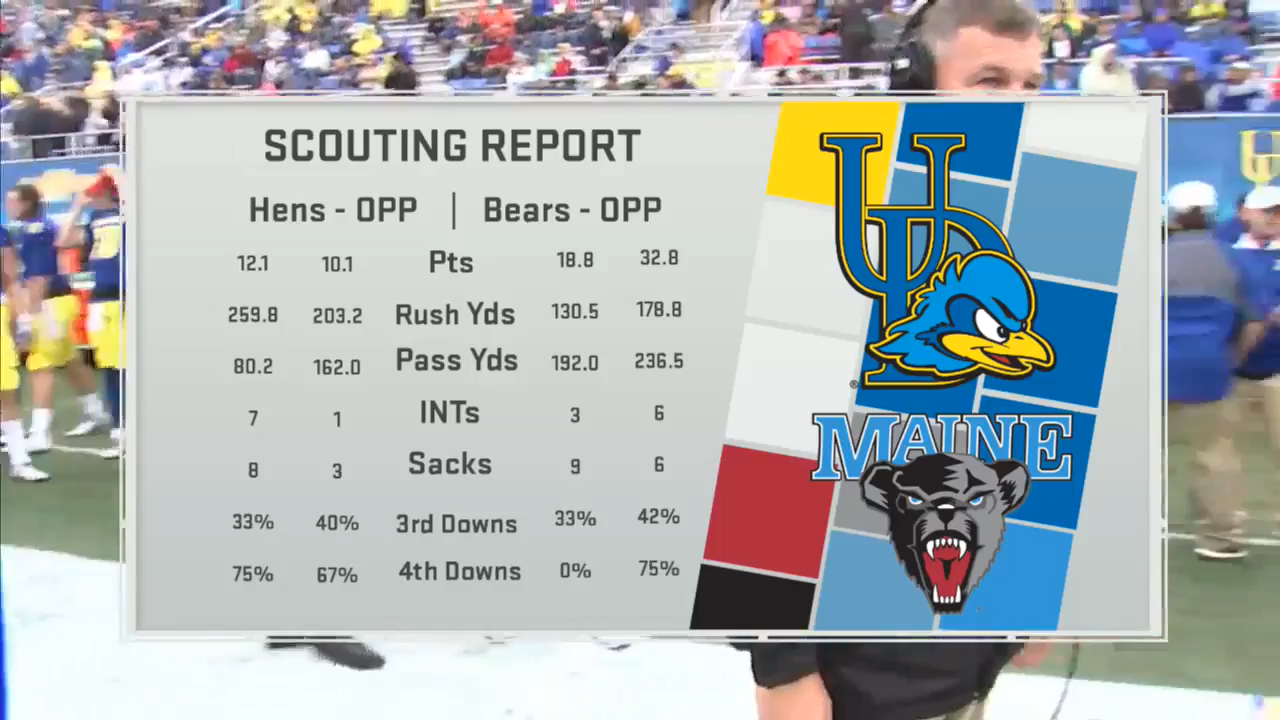 SCOUTING REPORT
Hens - OPP | Bears - OPP
12.1 10.1 Pts 18.8 32.8
259.8 203.2 Rush Yds 130.5 178.8
80.2 162.0 Pass Yds 192.0 236.5
7 1 INTs 3 6
8 3 Sacks 9 6
33% 40% 3rd Downs 33% 42%
75% 67% 4th Downs 0% 75%
UD
®
MAINE